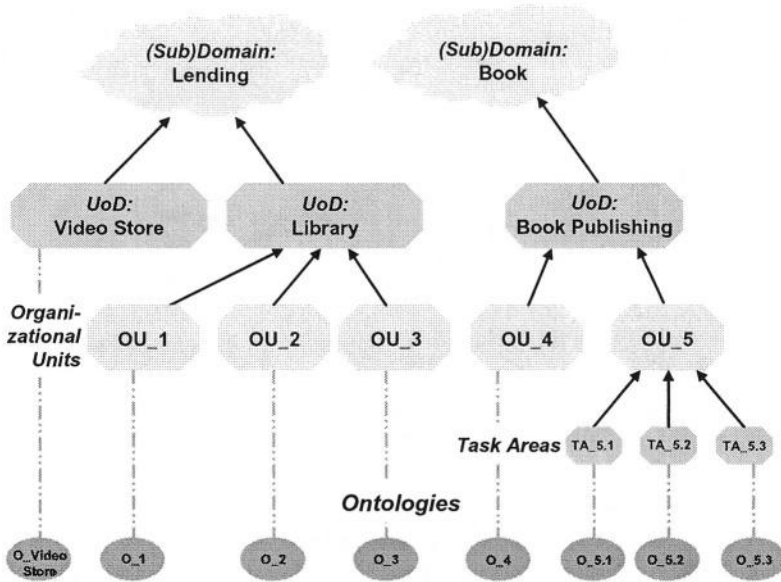 (Sub)Domain:
Lending
(Sub)Domain:
Book
UoD:
Video Store
UoD:
Library
UoD:
Book Publishing
Organi-
zational
Units
OU_1
OU_2
OU_3
OU_4
OU_5
Task Areas
TA_5.1
TA_5.2
TA_5.3
Ontologies
O_Video
Store
O_1
O_2
O_3
O_4
O_5.1
O_5.2
O_5.3